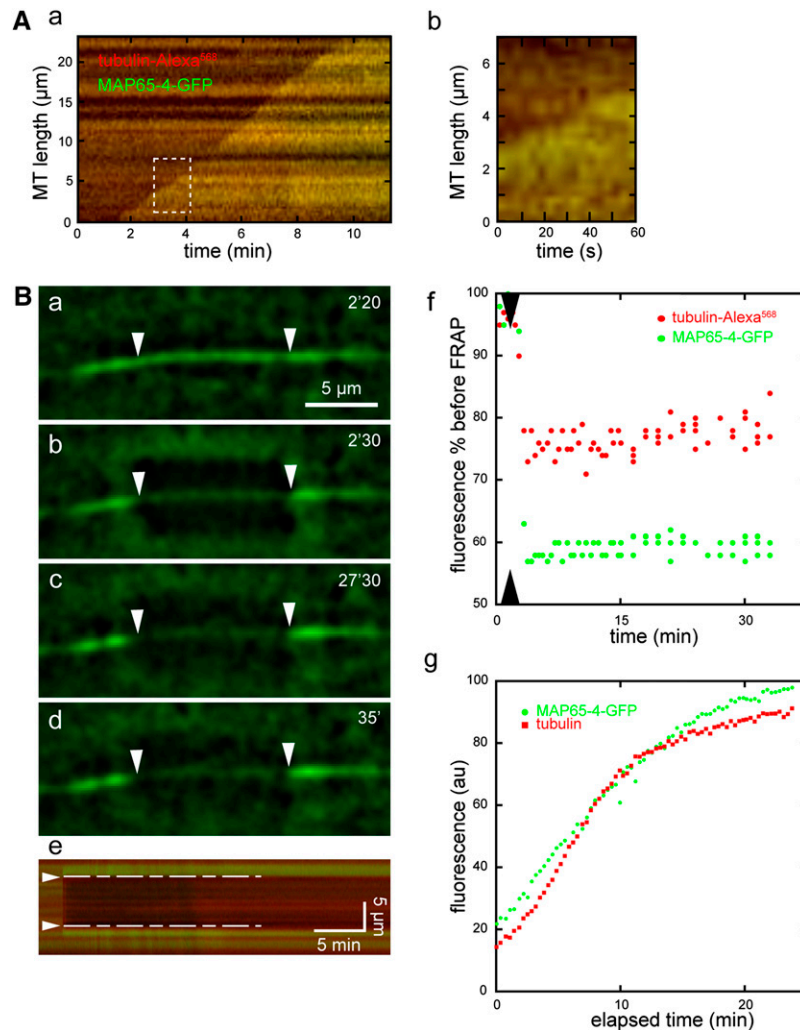 A
a
tubulin-Alexa⁵⁶⁸
MAP65-4-GFP
MT length (µm)
20
15
10
5
0
0 2 4 6 8 10
time (min)
b
MT length (µm)
6
4
2
0
0 20 40 60
time (s)
B
a 2'20
5 µm
b 2'30
c 27'30
d 35'
e
5 µm
5 min
f
tubulin-Alexa⁵⁶⁸
MAP65-4-GFP
fluorescence % before FRAP
100
90
80
70
60
50
0 15 30
time (min)
g
MAP65-4-GFP
tubulin
fluorescence (au)
100
80
60
40
20
0
0 10 20
elapsed time (min)